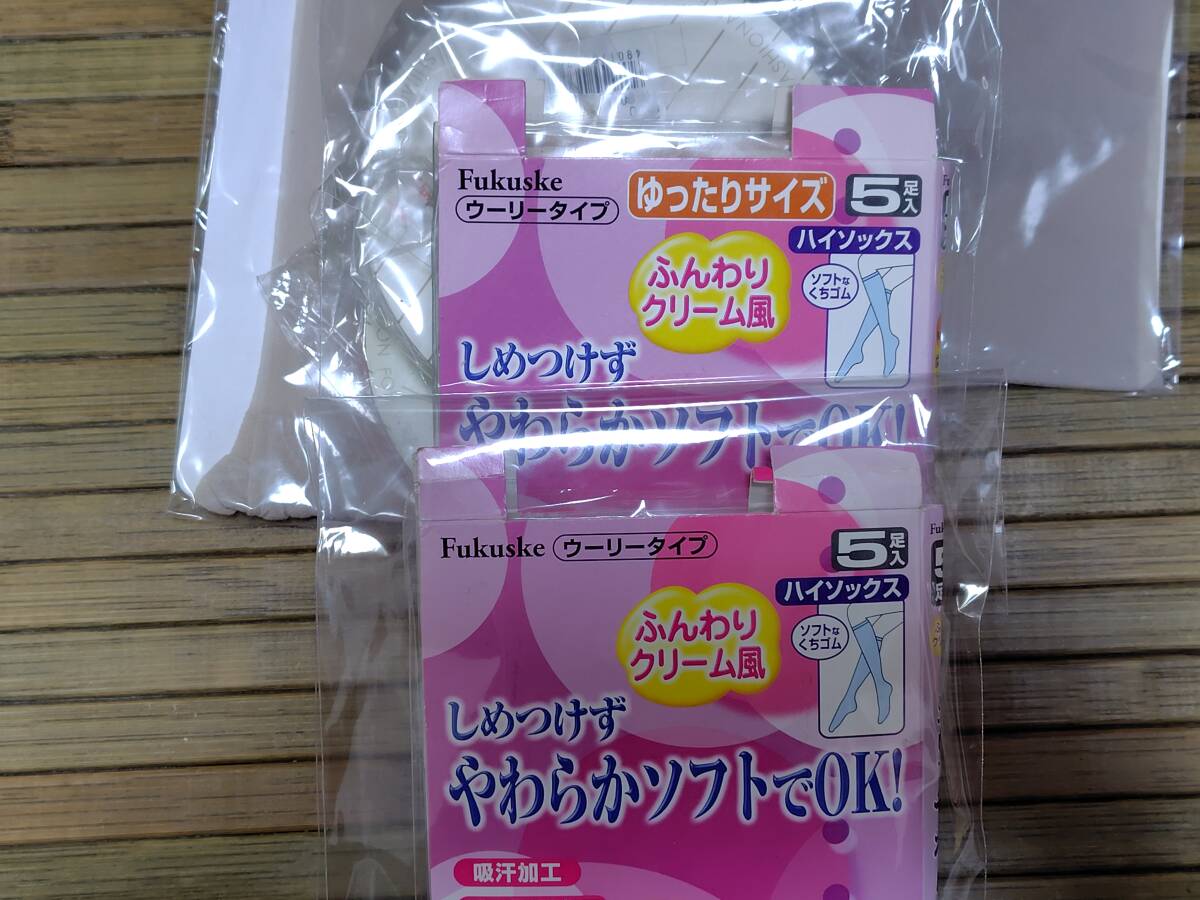 Fukuske
ウーリータイプ
ゆったりサイズ
5足入
ハイソックス
ふんわり
クリーム風
ソフトな
くちゴム
しめつけず
やわらかソフトでOK!
Fukuske
ウーリータイプ
5足入
ハイソックス
ふんわり
クリーム風
ソフトな
くちゴム
しめつけず
やわらかソフトでOK!
吸汗加工